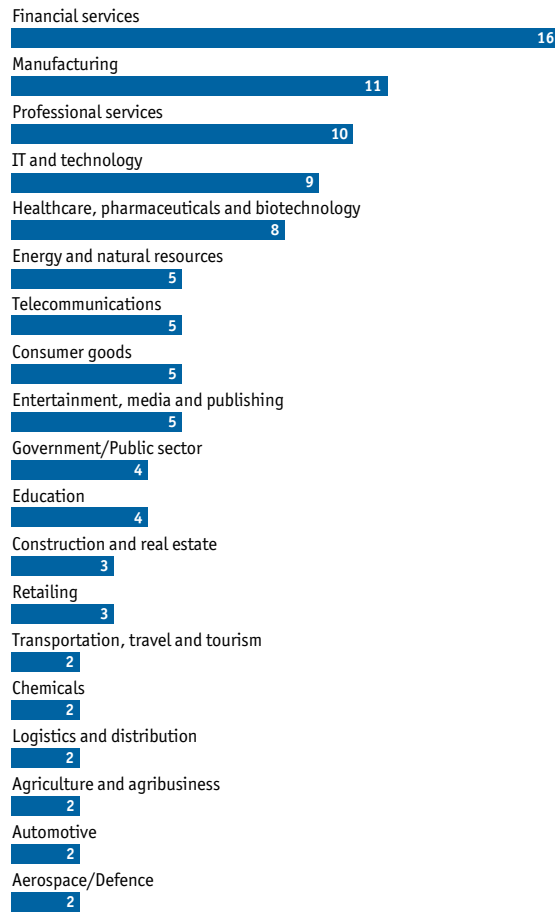 Financial services
16
Manufacturing
11
Professional services
10
IT and technology
9
Healthcare, pharmaceuticals and biotechnology
8
Energy and natural resources
5
Telecommunications
5
Consumer goods
5
Entertainment, media and publishing
5
Government/Public sector
4
Education
4
Construction and real estate
3
Retailing
3
Transportation, travel and tourism
2
Chemicals
2
Logistics and distribution
2
Agriculture and agribusiness
2
Automotive
2
Aerospace/Defence
2